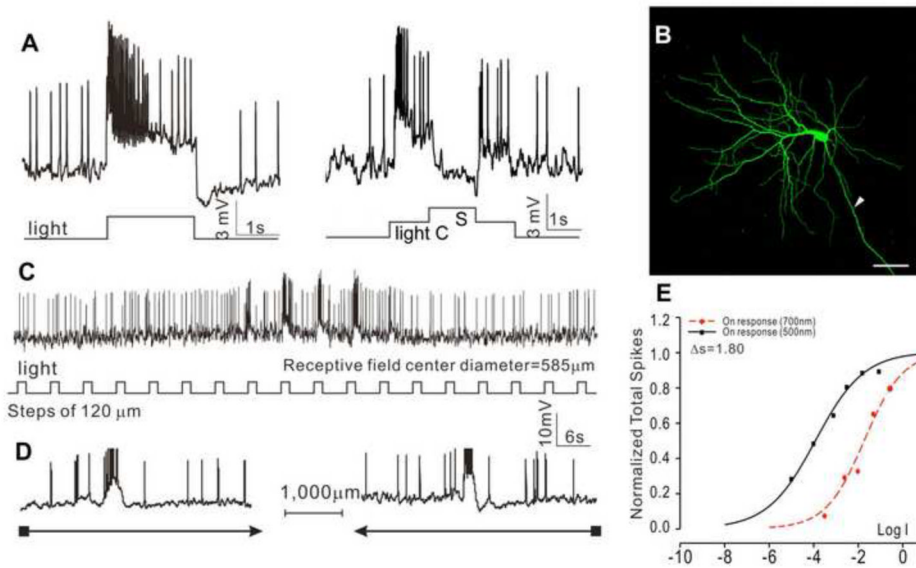 A
light
3 mV
1s
light C
S
3 mV
1s
B
C
light
Receptive field center diameter=585μm
Steps of 120 μm
10mV
6s
D
1,000μm
E
On response (700nm)
On response (500nm)
Δs=1.80
Normalized Total Spikes
1.2
1.0
0.8
0.6
0.4
0.2
0.0
Log I
-10 -8 -6 -4 -2 0